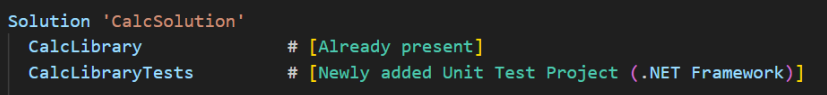 Solution 'CalcSolution'
CalcLibrary # [Already present]
CalcLibraryTests # [Newly added Unit Test Project (.NET Framework)]